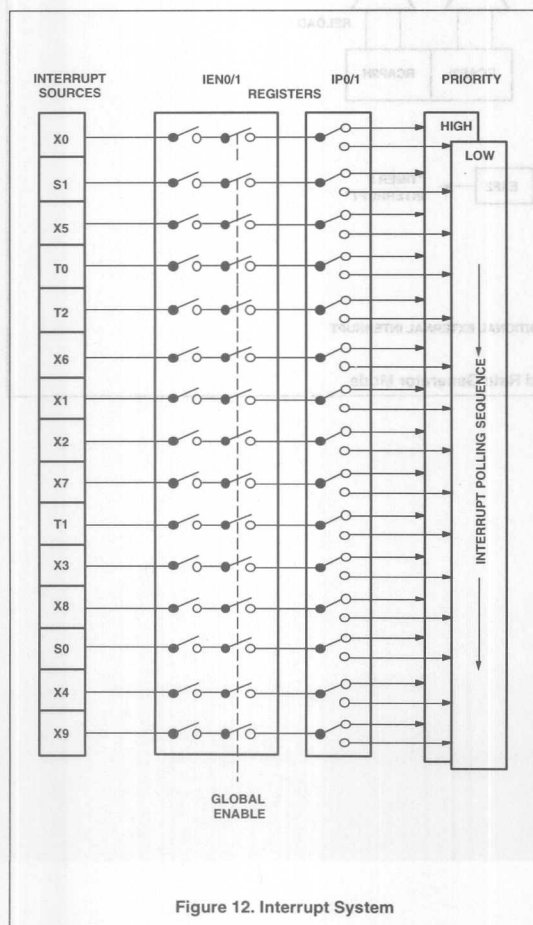 INTERRUPT
SOURCES
IEN0/1
REGISTERS
IP0/1
PRIORITY
HIGH
LOW
X0
S1
X5
T0
T2
X6
X1
X2
X7
T1
X3
X8
S0
X4
X9
INTERRUPT POLLING SEQUENCE
GLOBAL
ENABLE
Figure 12. Interrupt System